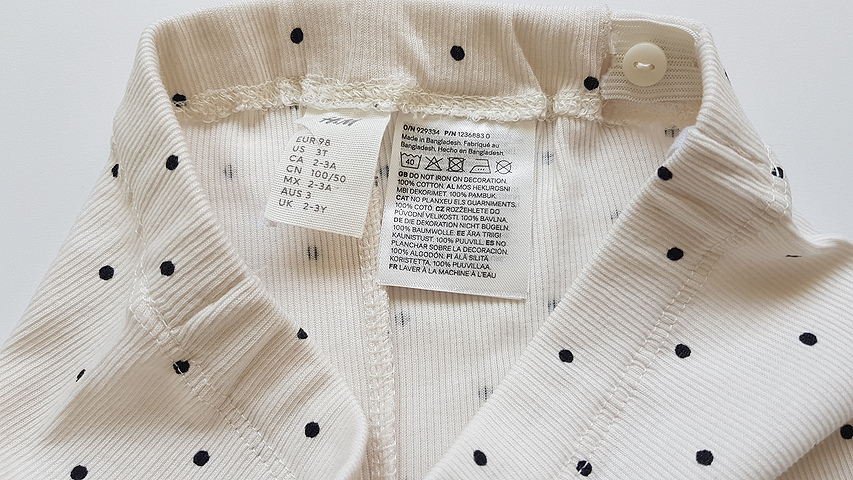 H&M
EUR 98
US 3T
CA 2-3A
CN 100/50
MX 2-3A
AUS 3
UK 2-3Y
O/N 929334 P/N 1236883 0
Made in Bangladesh, Fabriqué au
Bangladesh, Hecho en Bangladesh,
40
GB DO NOT IRON ON DECORATION.
100% COTTON. AL MOS HEKUROSNI
MBI DEKORIMET. 100% PAMBUK.
CAT NO PLANXEU ELS GUARNIMENTS.
100% COTÓ. CZ ROZŽEHLETE DO
PŮVODNÍ VELIKOSTI. 100% BAVLNA.
DE DIE DEKORATION NICHT BÜGELN.
100% BAUMWOLLE. EE ÄRA TRIIGI
KAUNISTUST. 100% PUUVILL. ES NO
PLANCHAR SOBRE LA DECORACIÓN.
100% ALGODÓN. FI ÄLÄ SILITÄ
KORISTETTA. 100% PUUVILLAA.
FR LAVER À LA MACHINE À L'EAU